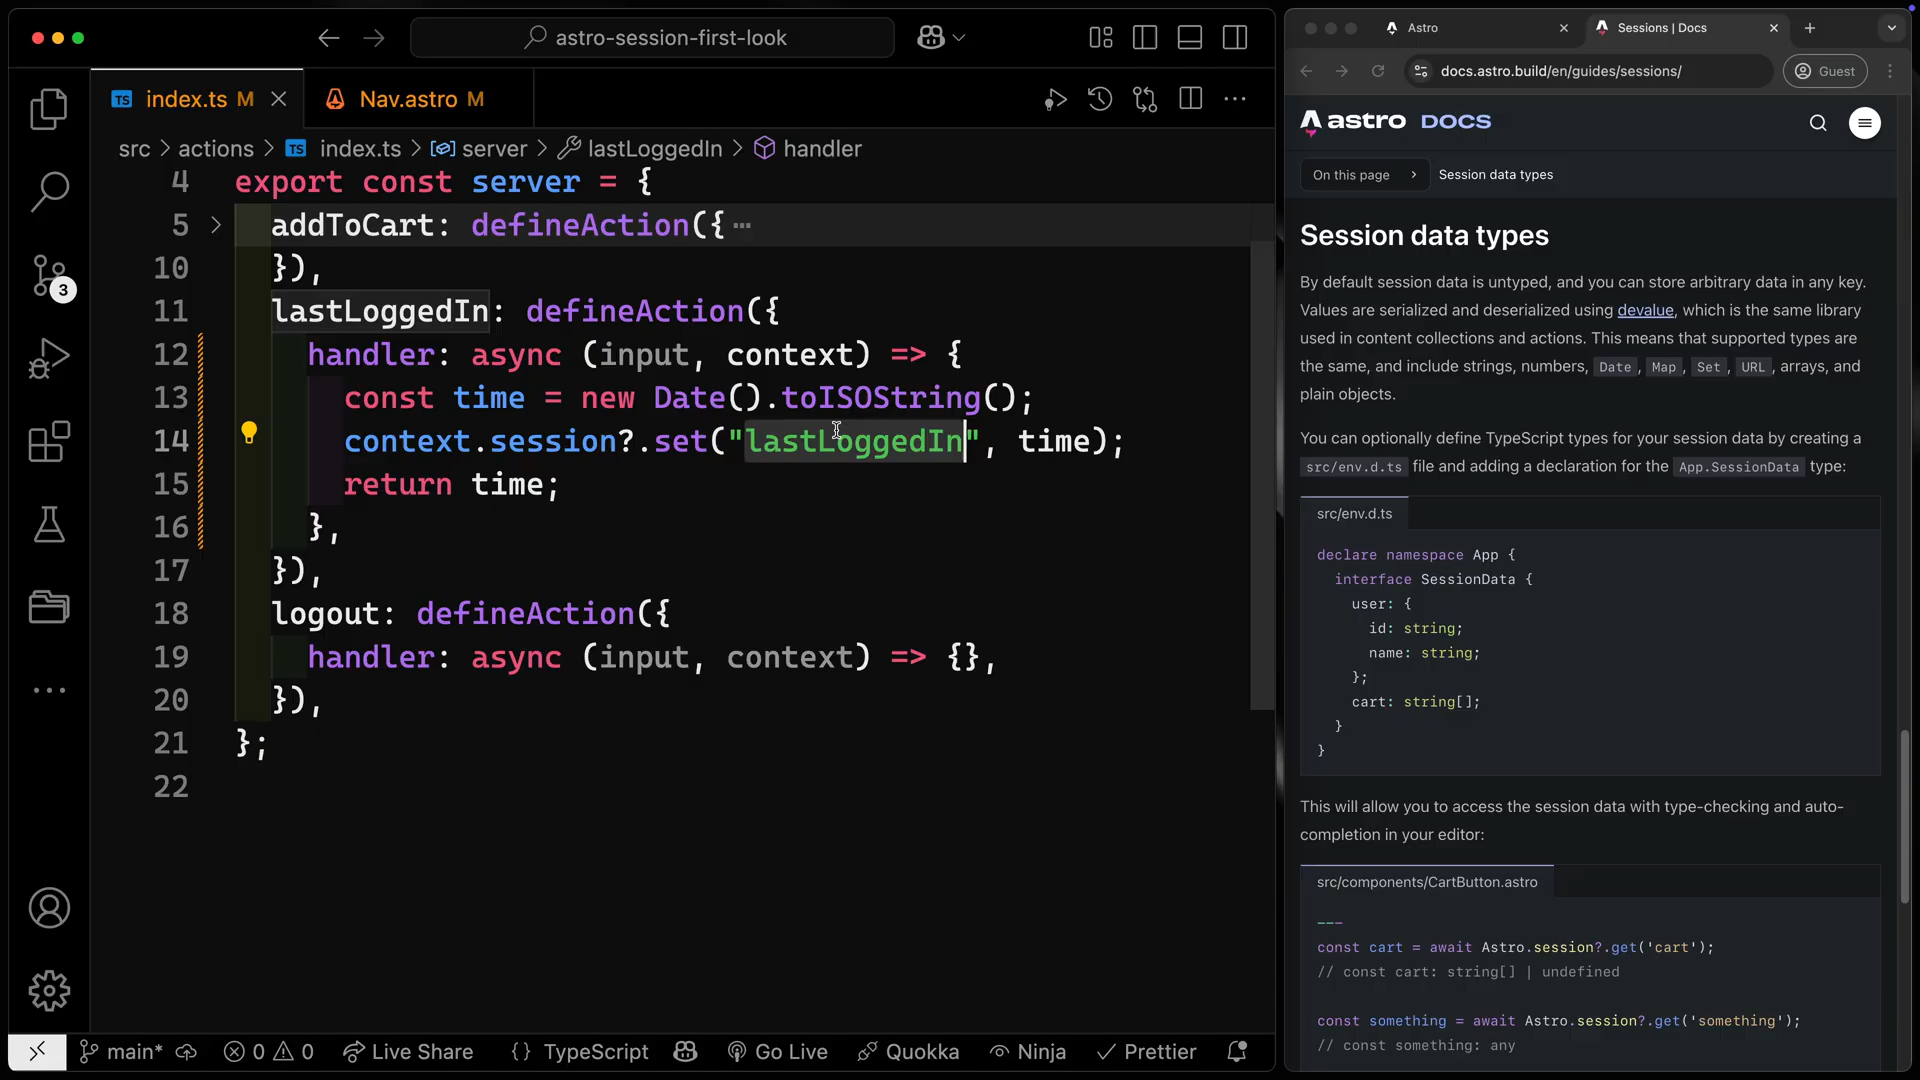 astro-session-first-look
TS index.ts M
Nav.astro M
src > actions > TS index.ts > server > lastLoggedIn > handler
4 export const server = {
5 > addToCart: defineAction({ ⋯
10 }),
11 lastLoggedIn: defineAction({
12 handler: async (input, context) => {
13 const time = new Date().toISOString();
14 context.session?.set("lastLoggedIn", time);
15 return time;
16 },
17 }),
18 logout: defineAction({
19 handler: async (input, context) => {},
20 }),
21 };
22
3
main* 0 0 Live Share {} TypeScript Go Live Quokka Ninja Prettier
Astro
Sessions | Docs
docs.astro.build/en/guides/sessions/
Guest
astro DOCS
On this page > Session data types
Session data types
By default session data is untyped, and you can store arbitrary data in any key.
Values are serialized and deserialized using devalue, which is the same library
used in content collections and actions. This means that supported types are
the same, and include strings, numbers, Date, Map, Set, URL, arrays, and
plain objects.
You can optionally define TypeScript types for your session data by creating a
src/env.d.ts file and adding a declaration for the App.SessionData type:
src/env.d.ts
declare namespace App {
interface SessionData {
user: {
id: string;
name: string;
};
cart: string[];
}
}
This will allow you to access the session data with type-checking and auto-
completion in your editor:
src/components/CartButton.astro
---
const cart = await Astro.session?.get('cart');
// const cart: string[] | undefined
const something = await Astro.session?.get('something');
// const something: any